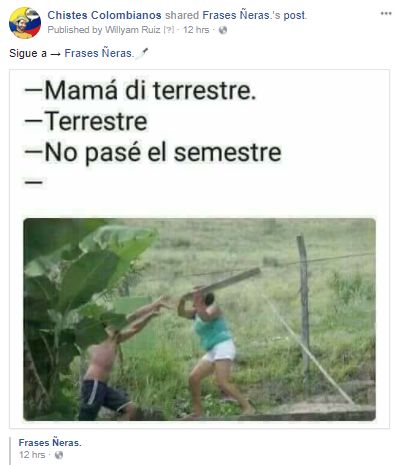 Chistes Colombianos shared Frases Ñeras.'s post.
Published by Willyam Ruiz [?] · 12 hrs ·
Sigue a → Frases Ñeras.
—Mamá di terrestre.
—Terrestre
—No pasé el semestre
—
Frases Ñeras.
12 hrs ·